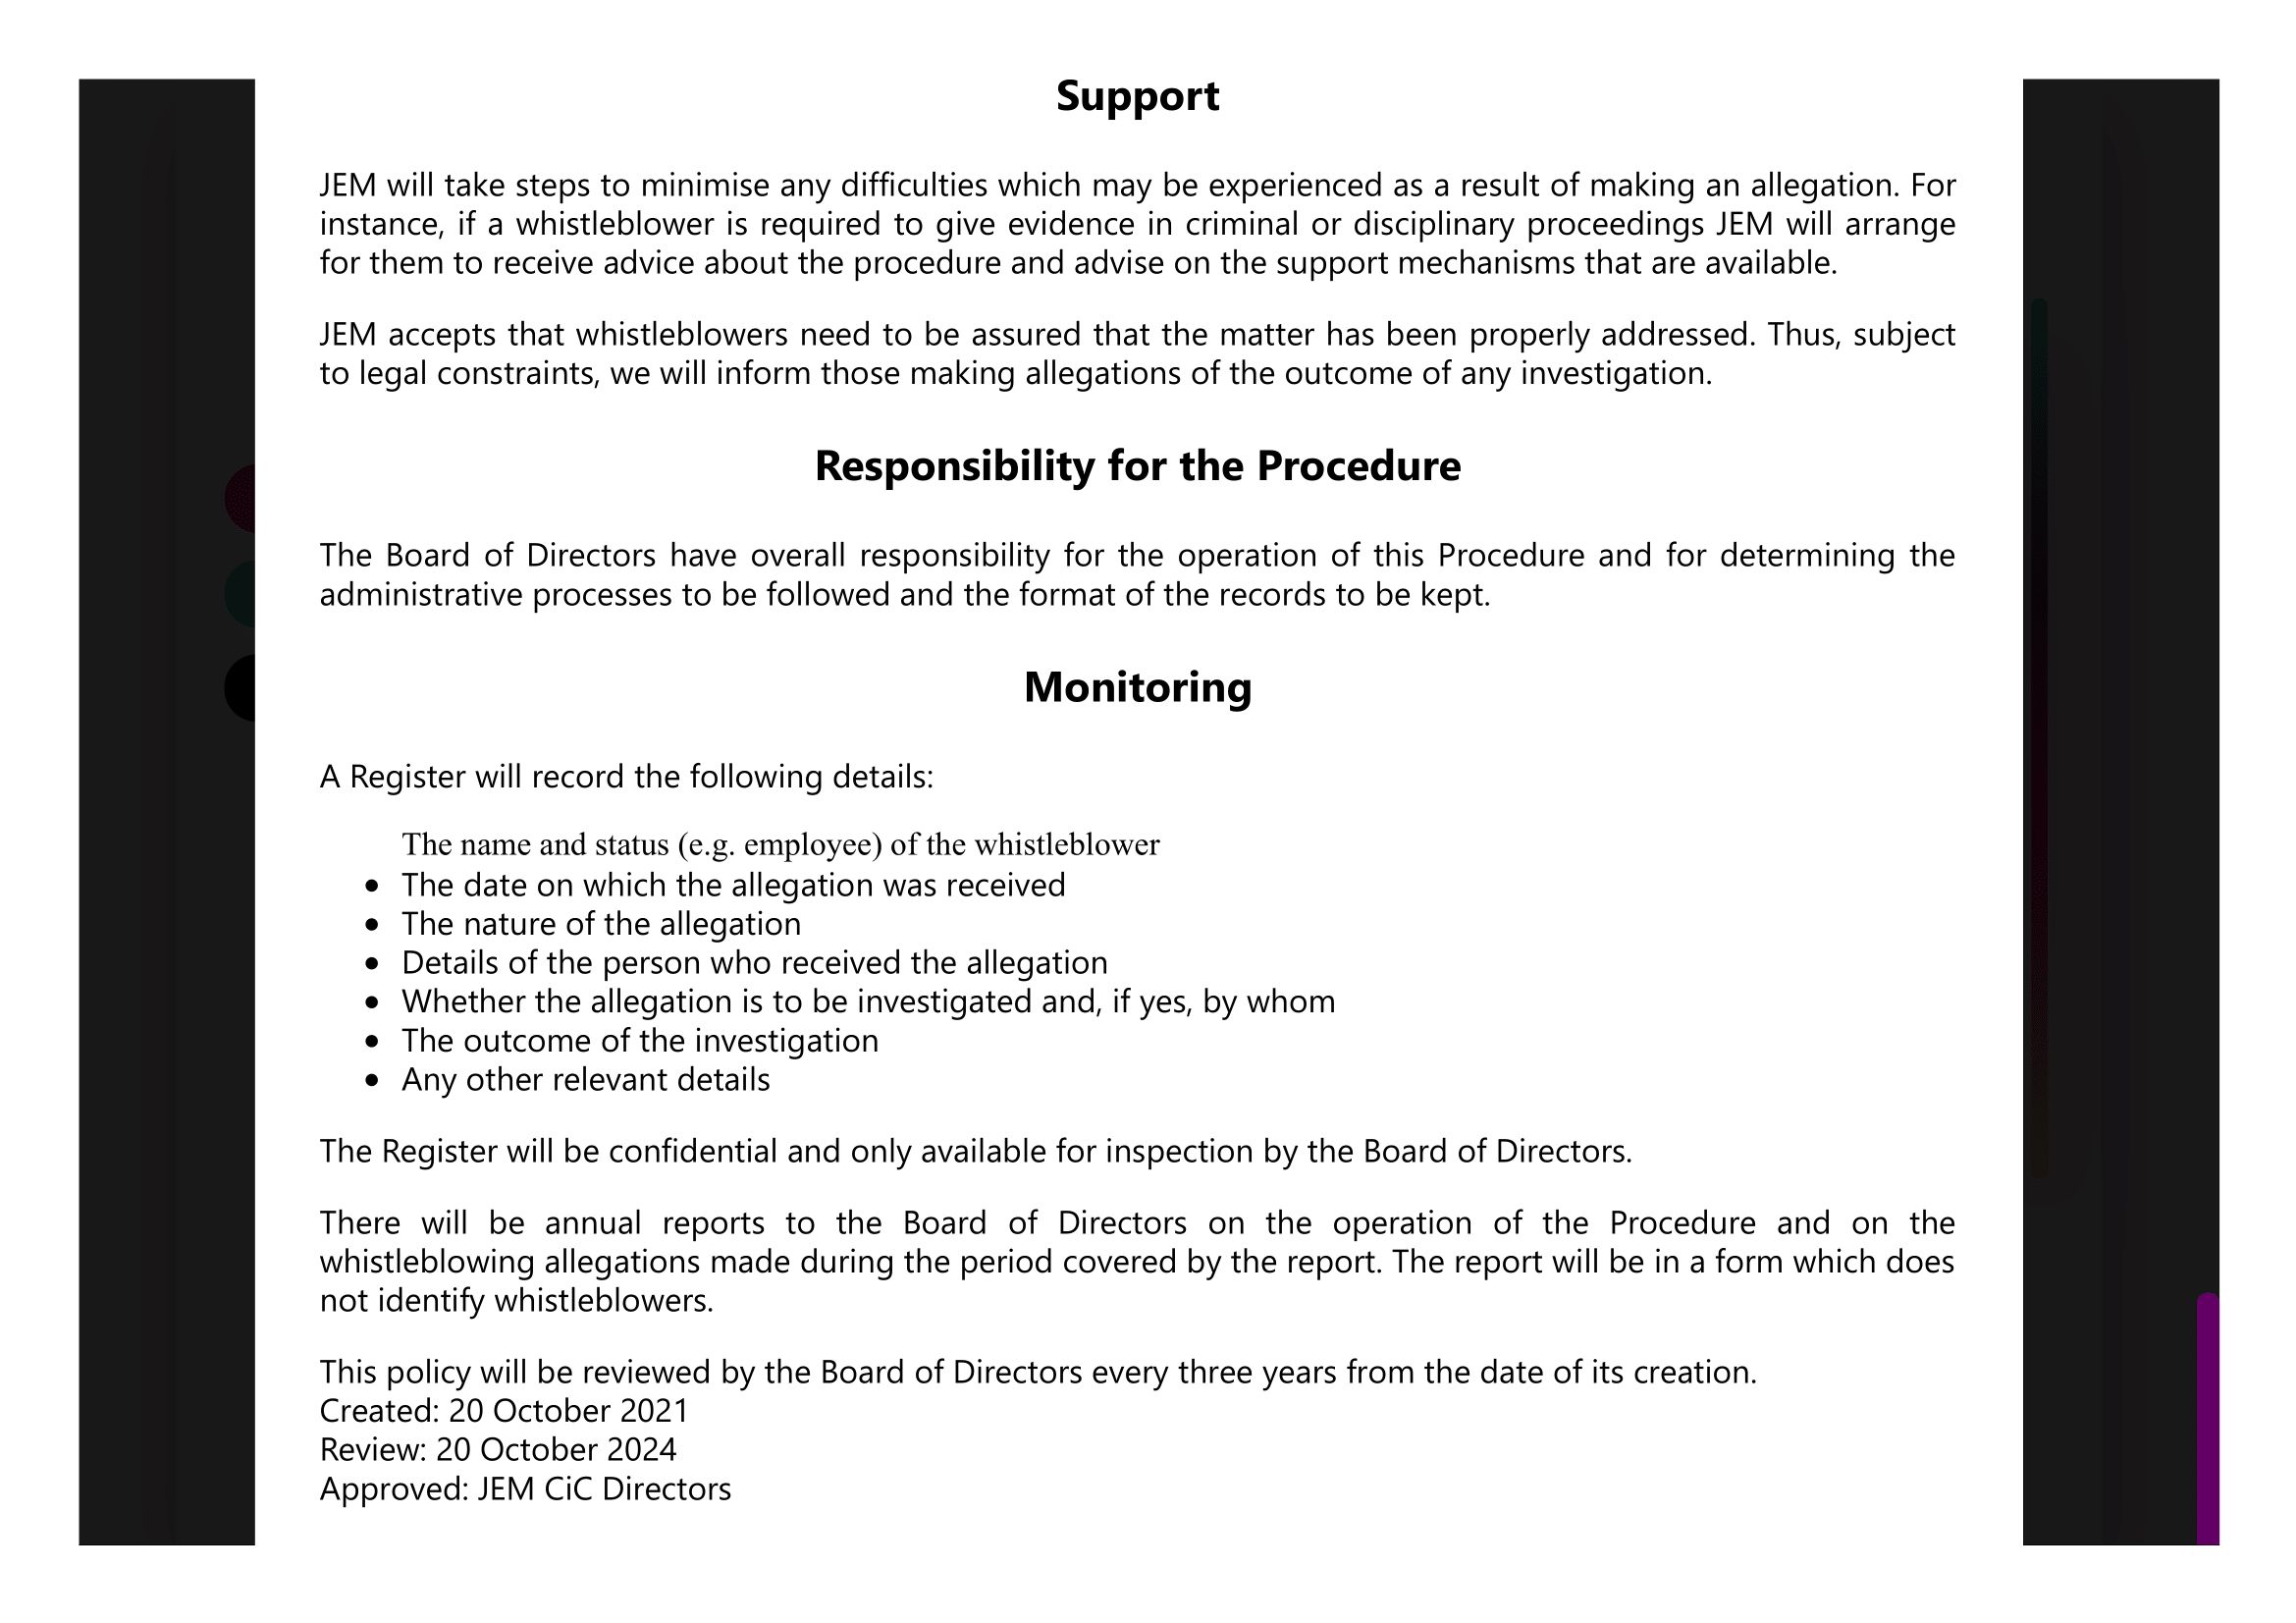 Support
JEM will take steps to minimise any difficulties which may be experienced as a result of making an allegation. For
instance, if a whistleblower is required to give evidence in criminal or disciplinary proceedings JEM will arrange
for them to receive advice about the procedure and advise on the support mechanisms that are available.
JEM accepts that whistleblowers need to be assured that the matter has been properly addressed. Thus, subject
to legal constraints, we will inform those making allegations of the outcome of any investigation.
Responsibility for the Procedure
The Board of Directors have overall responsibility for the operation of this Procedure and for determining the
administrative processes to be followed and the format of the records to be kept.
Monitoring
A Register will record the following details:
The name and status (e.g. employee) of the whistleblower
• The date on which the allegation was received
• The nature of the allegation
• Details of the person who received the allegation
• Whether the allegation is to be investigated and, if yes, by whom
• The outcome of the investigation
• Any other relevant details
The Register will be confidential and only available for inspection by the Board of Directors.
There will be annual reports to the Board of Directors on the operation of the Procedure and on the
whistleblowing allegations made during the period covered by the report. The report will be in a form which does
not identify whistleblowers.
This policy will be reviewed by the Board of Directors every three years from the date of its creation.
Created: 20 October 2021
Review: 20 October 2024
Approved: JEM CiC Directors